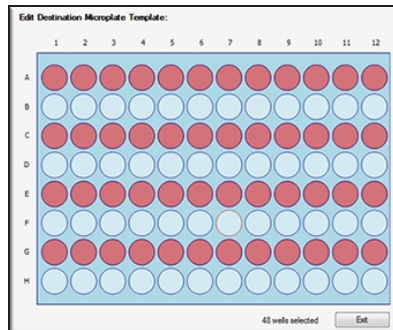 Edit Destination Microplate Template:
1 2 3 4 5 6 7 8 9 10 11 12
A
B
C
D
E
F
G
H
48 wells selected Exit